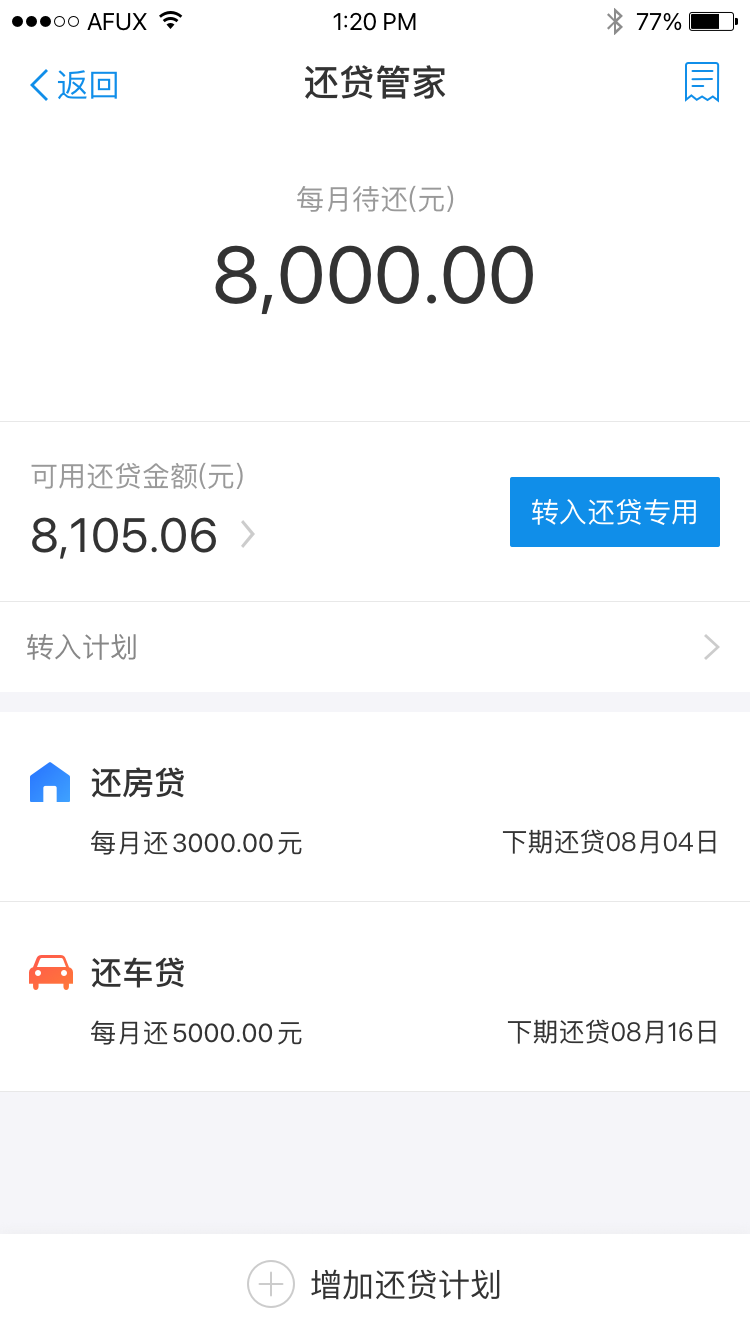 AFUX 1:20 PM 77%
返回 还贷管家
每月待还(元)
8,000.00
可用还贷金额(元)
8,105.06
转入还贷专用
转入计划
还房贷
每月还3000.00元 下期还贷08月04日
还车贷
每月还5000.00元 下期还贷08月16日
增加还贷计划